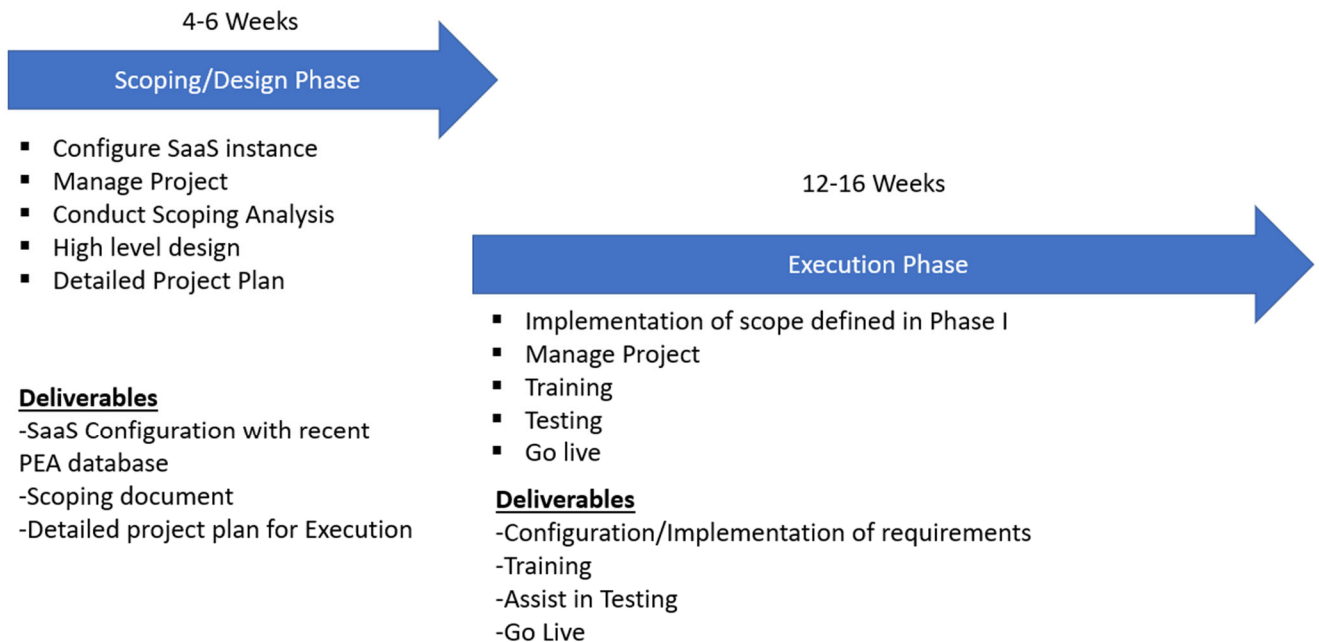 4-6 Weeks
Scoping/Design Phase
▪ Configure SaaS instance
▪ Manage Project
▪ Conduct Scoping Analysis
▪ High level design
▪ Detailed Project Plan
Deliverables
-SaaS Configuration with recent
PEA database
-Scoping document
-Detailed project plan for Execution
12-16 Weeks
Execution Phase
▪ Implementation of scope defined in Phase I
▪ Manage Project
▪ Training
▪ Testing
▪ Go live
Deliverables
-Configuration/Implementation of requirements
-Training
-Assist in Testing
-Go Live